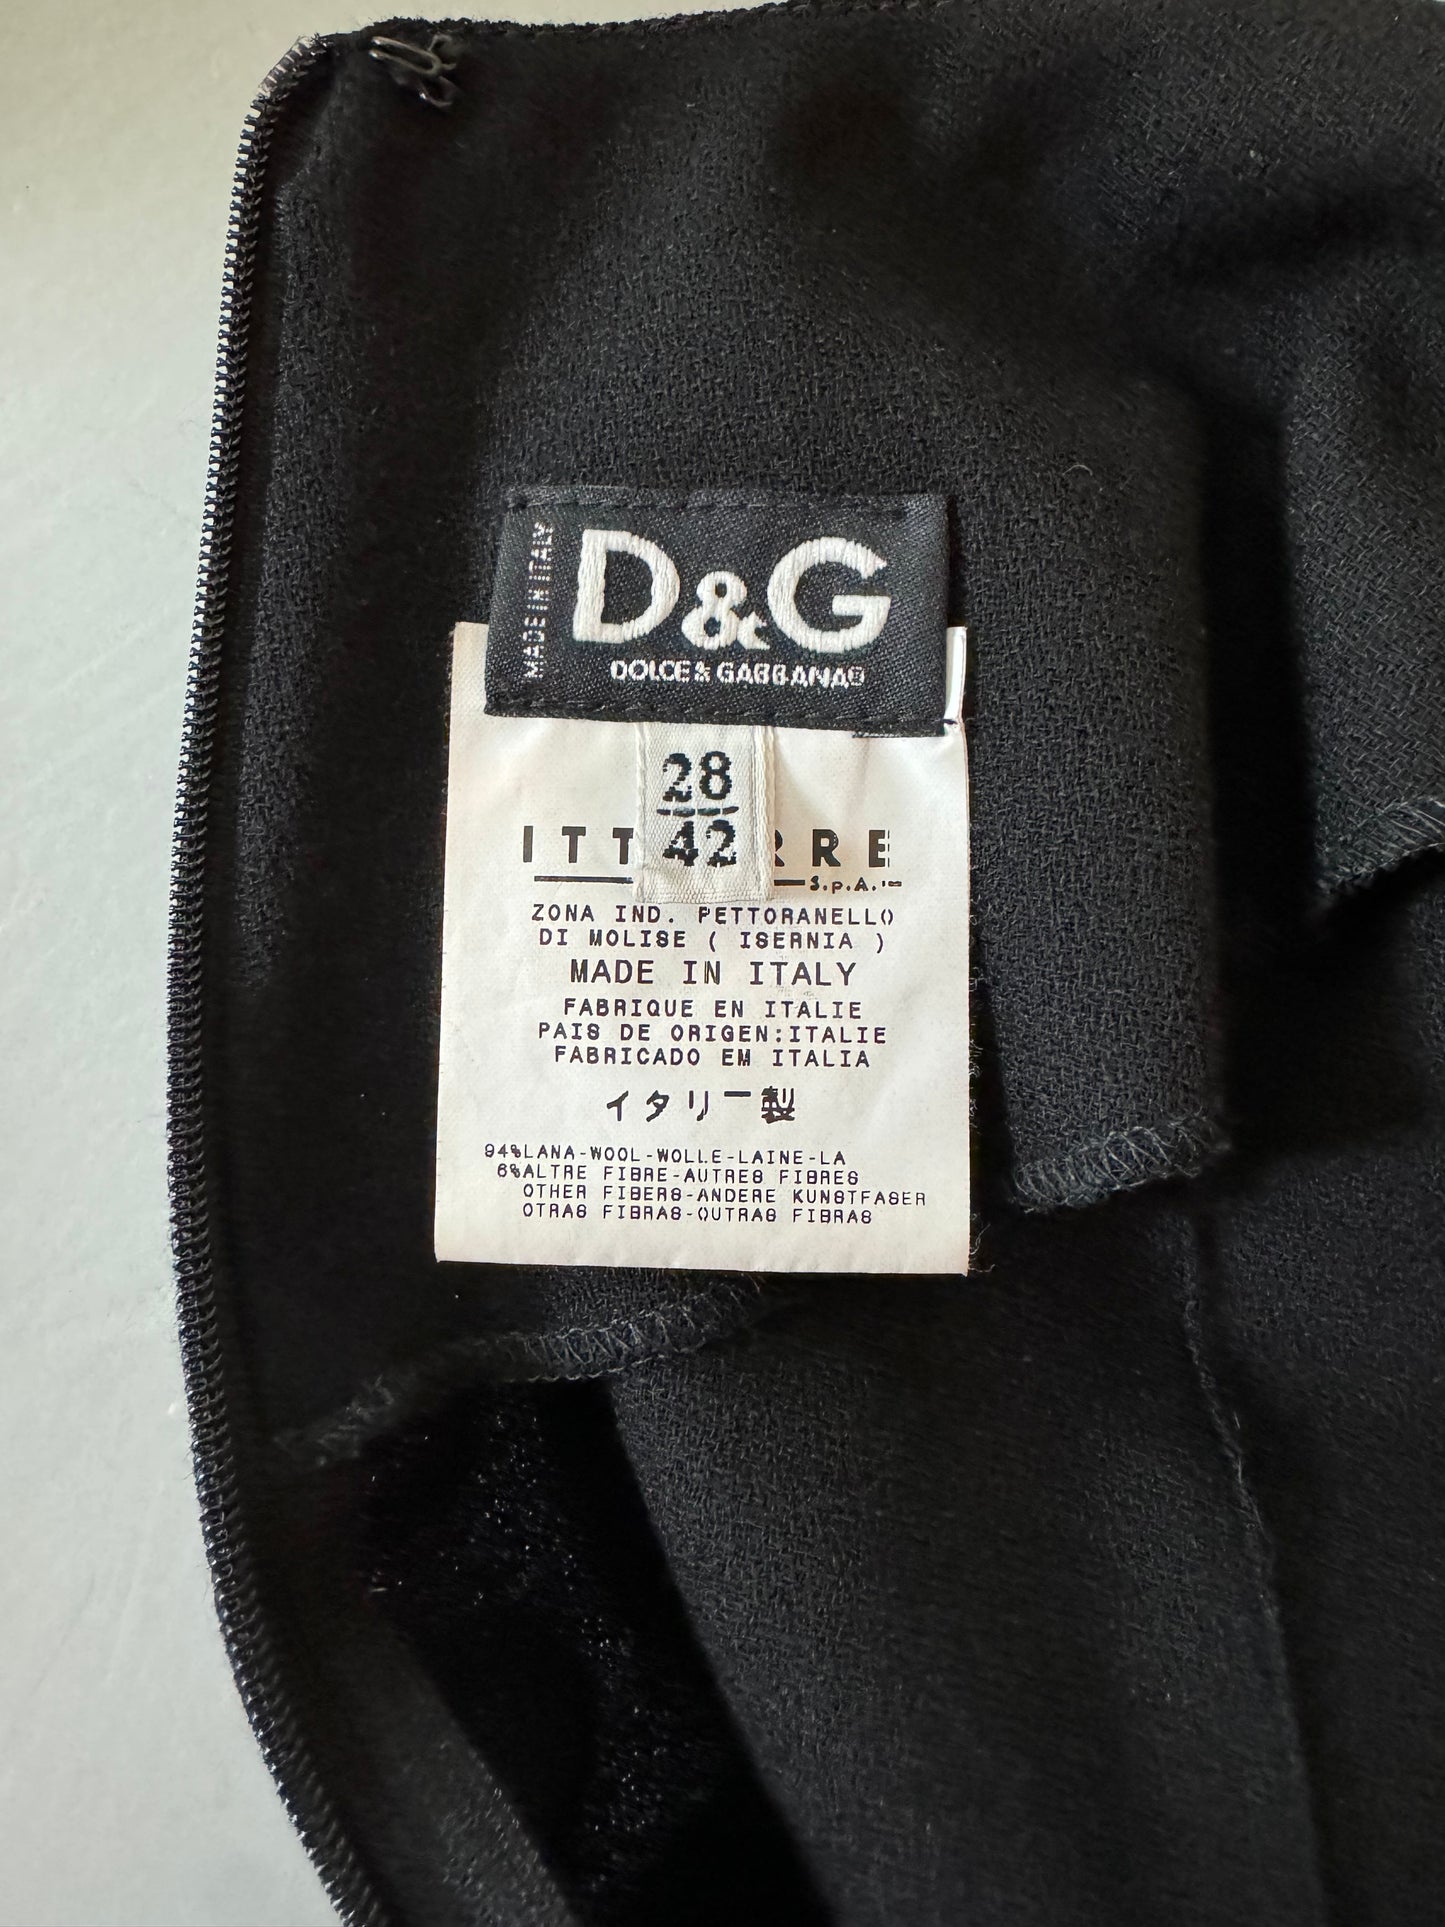 MADE IN ITALY
D&G
DOLCE & GABBANA®
28
42
ITT RRE
S.p.A.
ZONA IND. PETTORANELLO
DI MOLISE ( ISERNIA )
MADE IN ITALY
FABRIQUE EN ITALIE
PAIS DE ORIGEN:ITALIE
FABRICADO EM ITALIA
イタリー製
94%LANA-WOOL-WOLLE-LAINE-LA
6%ALTRE FIBRE-AUTRES FIBRES
OTHER FIBERS-ANDERE KUNSTFASER
OTRAS FIBRAS-OUTRAS FIBRAS